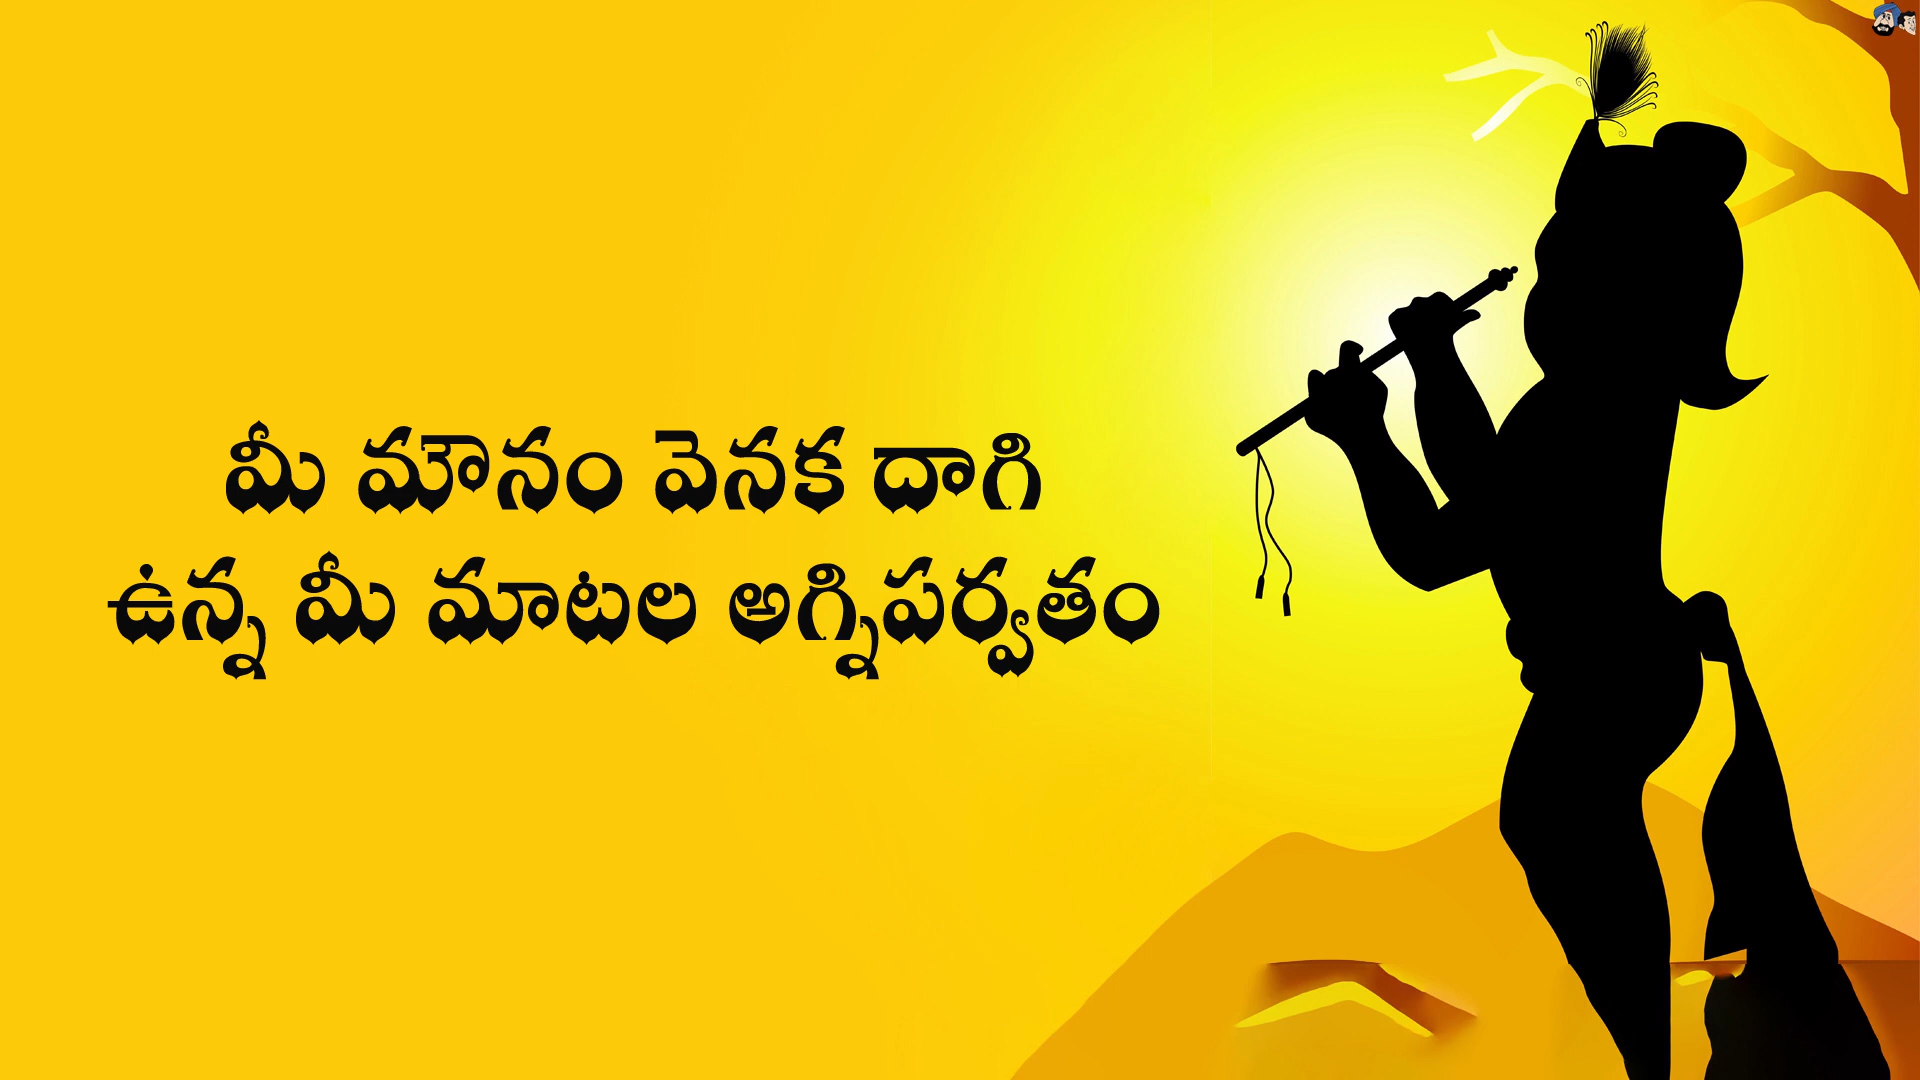 మీ మౌనం వెనక దాగి
ఉన్న మీ మాటల అగ్నిపర్వతం